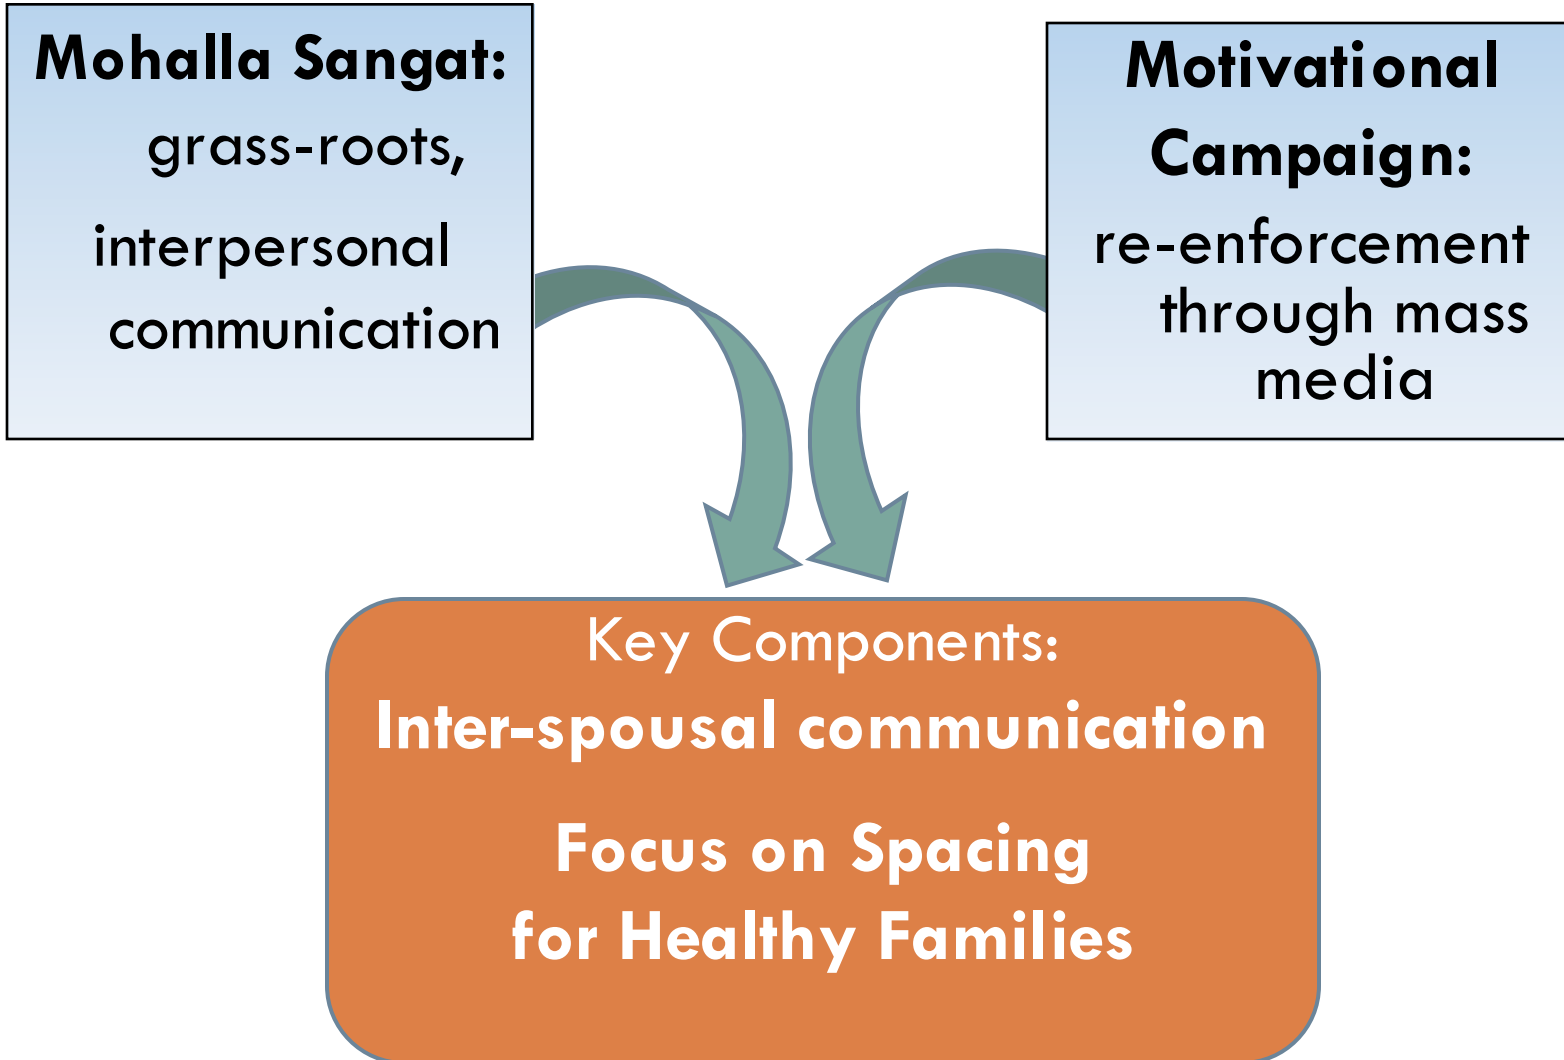 Mohalla Sangat:
grass-roots,
interpersonal
communication
Motivational
Campaign:
re-enforcement
through mass
media
Key Components:
Inter-spousal communication
Focus on Spacing
for Healthy Families